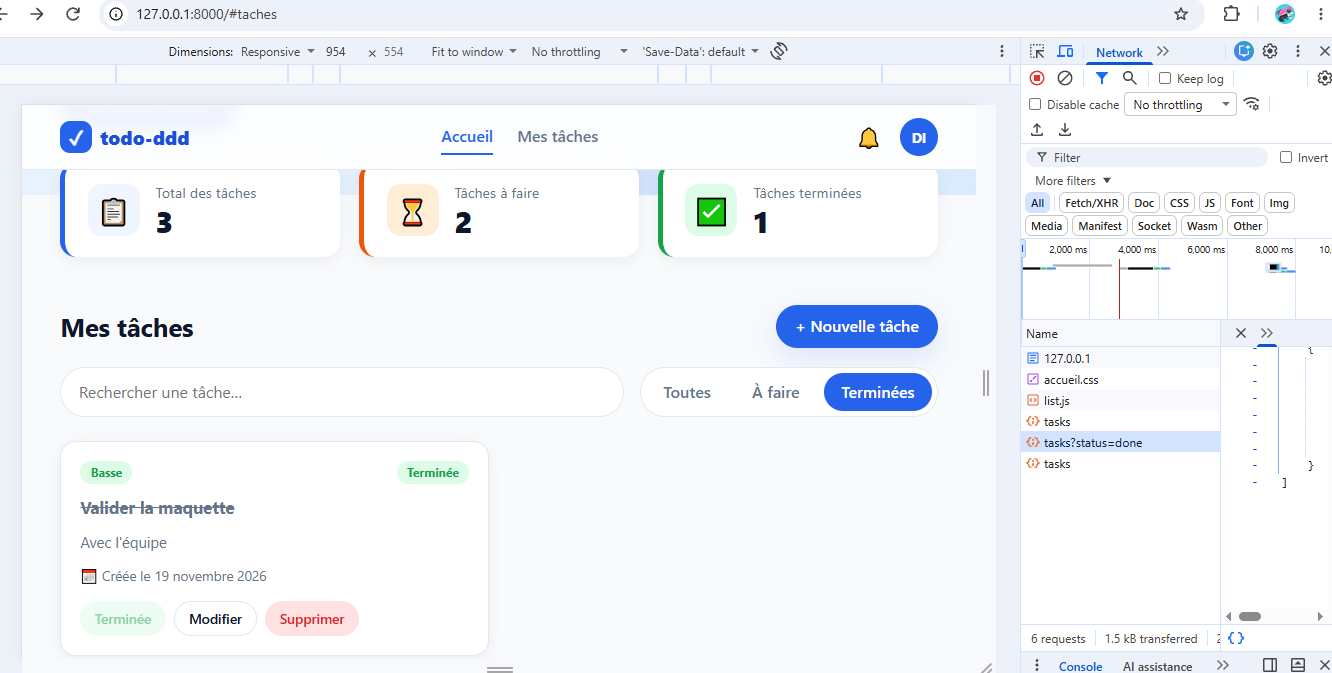 127.0.0.1:8000/#taches
Dimensions: Responsive 954 × 554 Fit to window No throttling 'Save-Data': default
Network
Keep log
Disable cache No throttling
Filter Invert
More filters
All Fetch/XHR Doc CSS JS Font Img
Media Manifest Socket Wasm Other
2,000 ms 4,000 ms 6,000 ms 8,000 ms 10,
Name
127.0.0.1
accueil.css
list.js
tasks
tasks?status=done
tasks
{
}
]
6 requests 1.5 kB transferred 2
Console AI assistance
todo-ddd
Accueil Mes tâches
DI
Total des tâches
3
Tâches à faire
2
Tâches terminées
1
Mes tâches
+ Nouvelle tâche
Rechercher une tâche...
Toutes À faire Terminées
Basse Terminée
Valider la maquette
Avec l'équipe
Créée le 19 novembre 2026
Terminée Modifier Supprimer